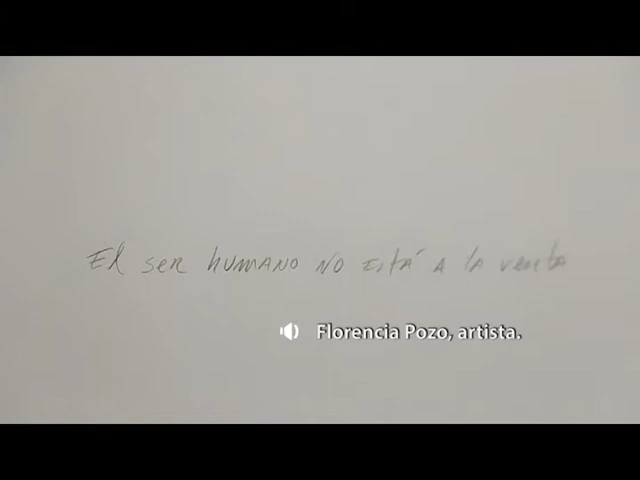 El ser humano no está a la venta
Florencia Pozo, artista.